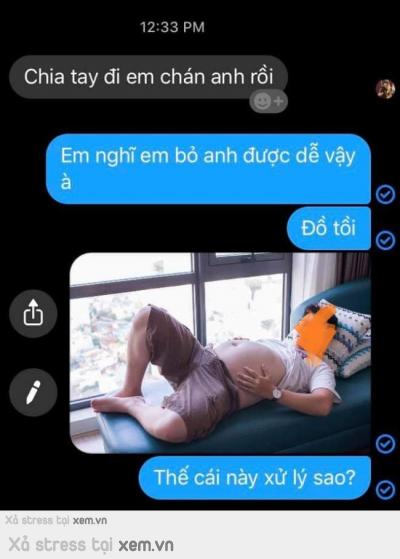 12:33 PM
Chia tay đi em chán anh rồi
Em nghĩ em bỏ anh được dễ vậy
à
Đồ tồi
Thế cái này xử lý sao?
Xả stress tại xem.vn
Xả stress tại xem.vn